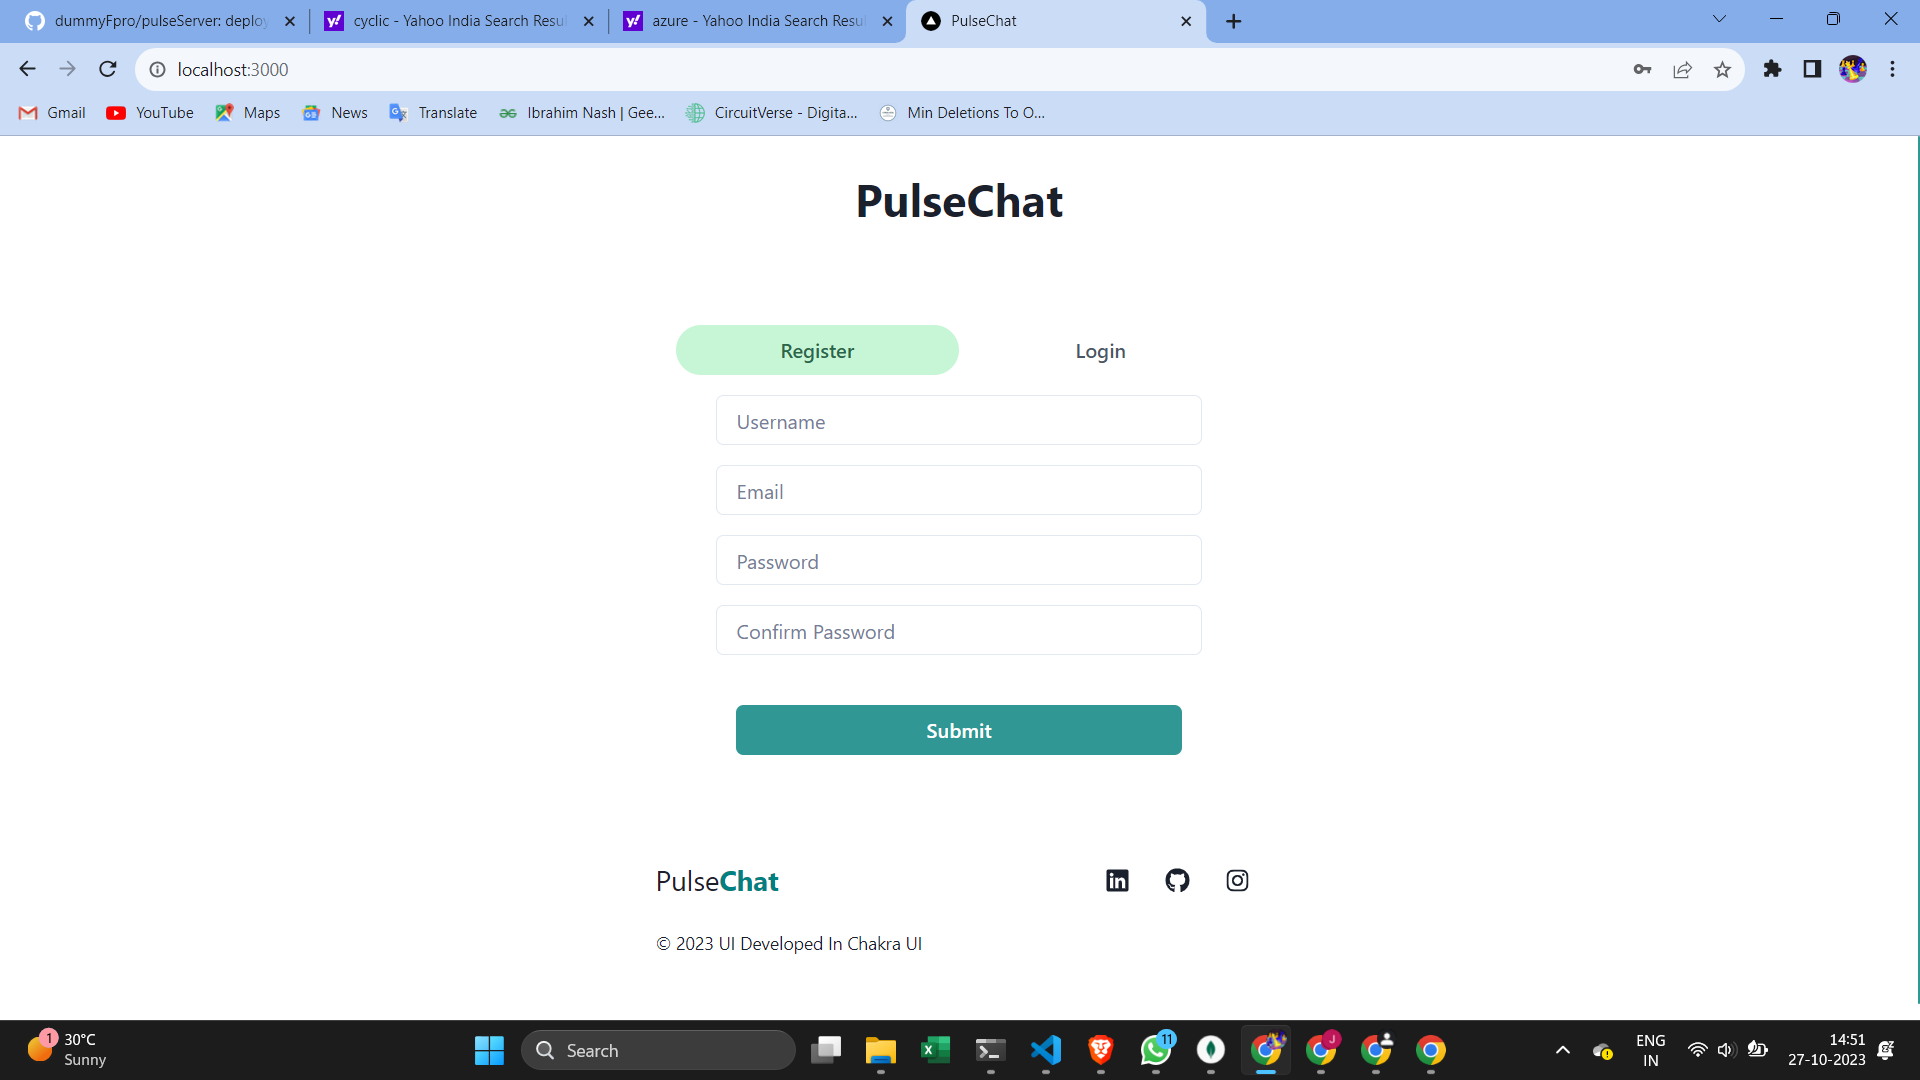 dummyFpro/pulseServer: deploy
cyclic - Yahoo India Search Resu
azure - Yahoo India Search Resu
PulseChat
localhost:3000
Gmail
YouTube
Maps
News
Translate
Ibrahim Nash | Gee...
CircuitVerse - Digita...
Min Deletions To O...
PulseChat
Register
Login
Username
Email
Password
Confirm Password
Submit
PulseChat
© 2023 UI Developed In Chakra UI
1
30°C
Sunny
Search
11
J
ENG
IN
14:51
27-10-2023